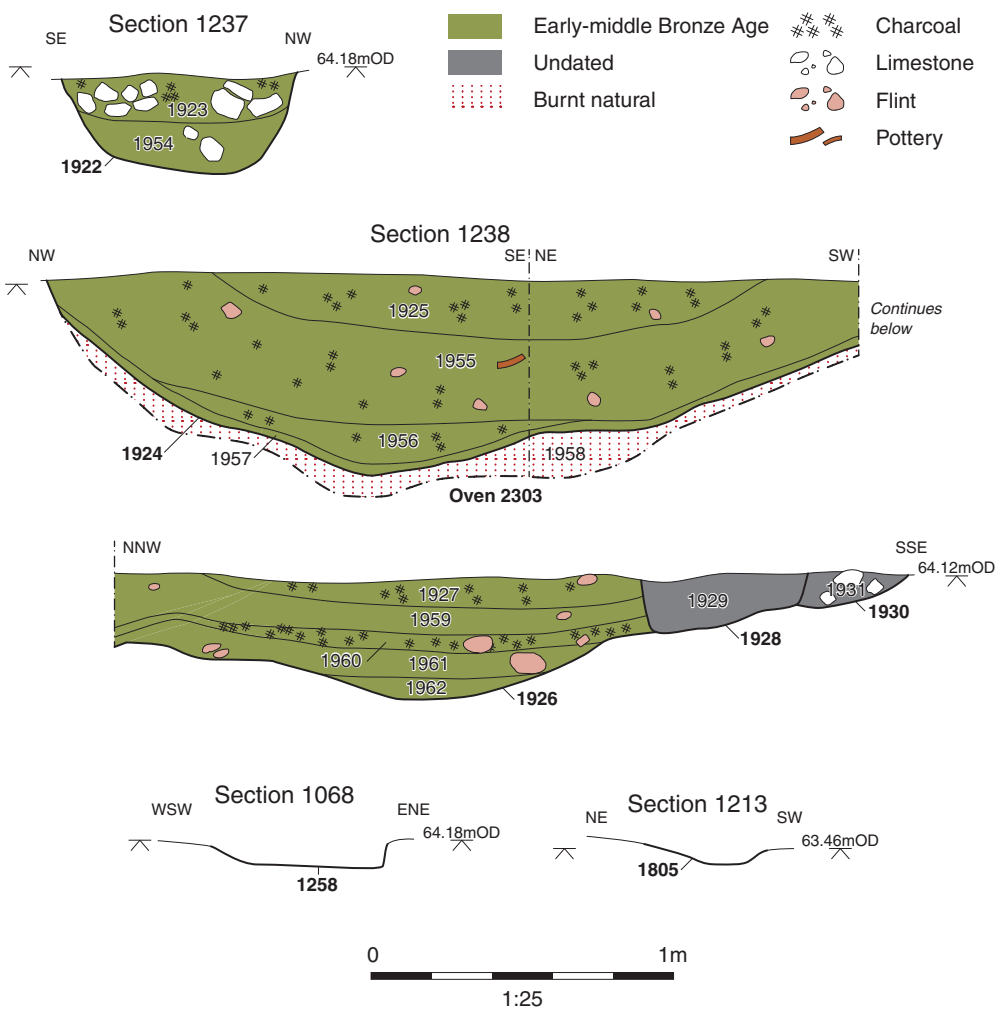 Section 1237
SE
NW
64.18mOD
1923
1954
1922
Early-middle Bronze Age
Undated
Burnt natural
Charcoal
Limestone
Flint
Pottery
Section 1238
NW
SE
NE
SW
1925
Continues
below
1955
1956
1924
1957
1958
Oven 2303
NNW
SSE
64.12mOD
1927
1929
1931
1959
1930
1928
1960
1961
1962
1926
Section 1068
WSW
ENE
64.18mOD
1258
Section 1213
NE
SW
63.46mOD
1805
0
1m
1:25